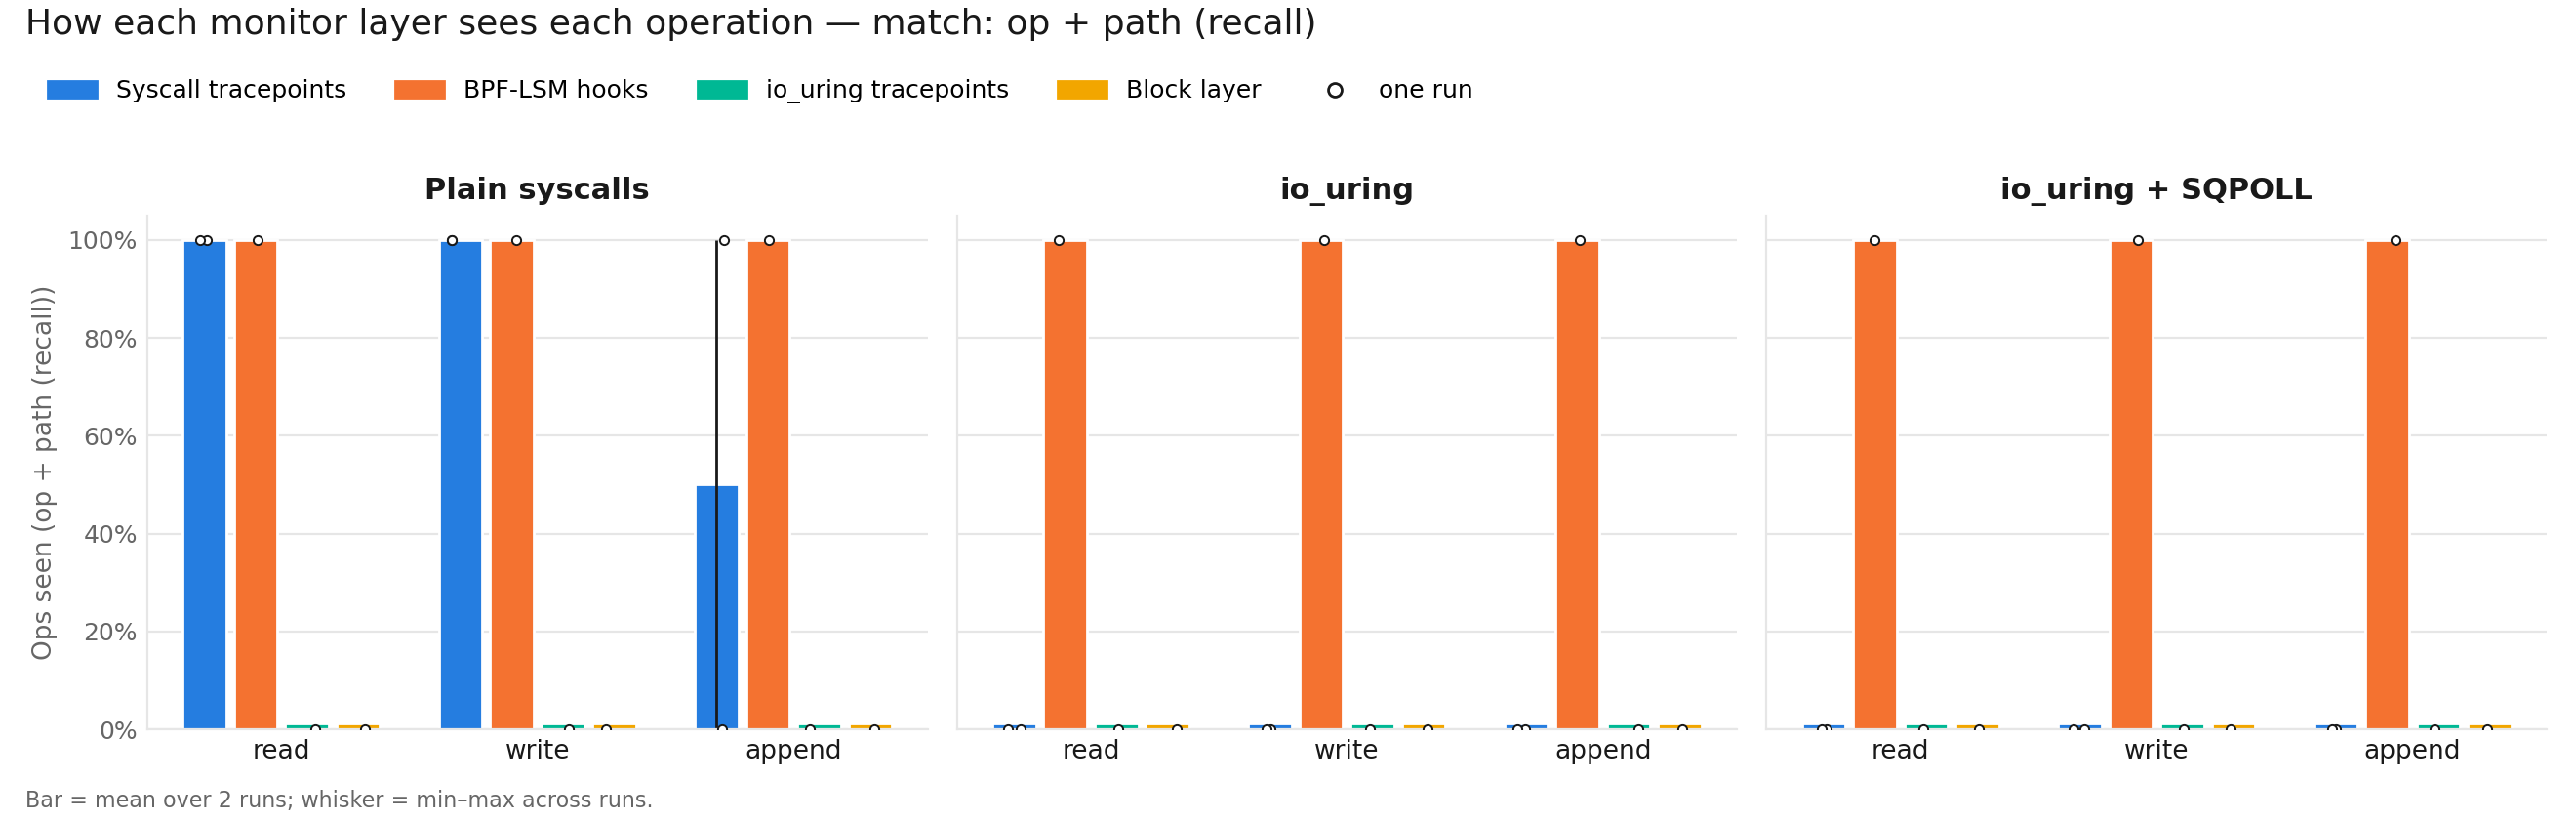 How each monitor layer sees each operation — match: op + path (recall)
Syscall tracepoints BPF-LSM hooks io_uring tracepoints Block layer one run
Plain syscalls io_uring io_uring + SQPOLL
Ops seen (op + path (recall))
100%
80%
60%
40%
20%
0%
read write append read write append read write append
Bar = mean over 2 runs; whisker = min–max across runs.